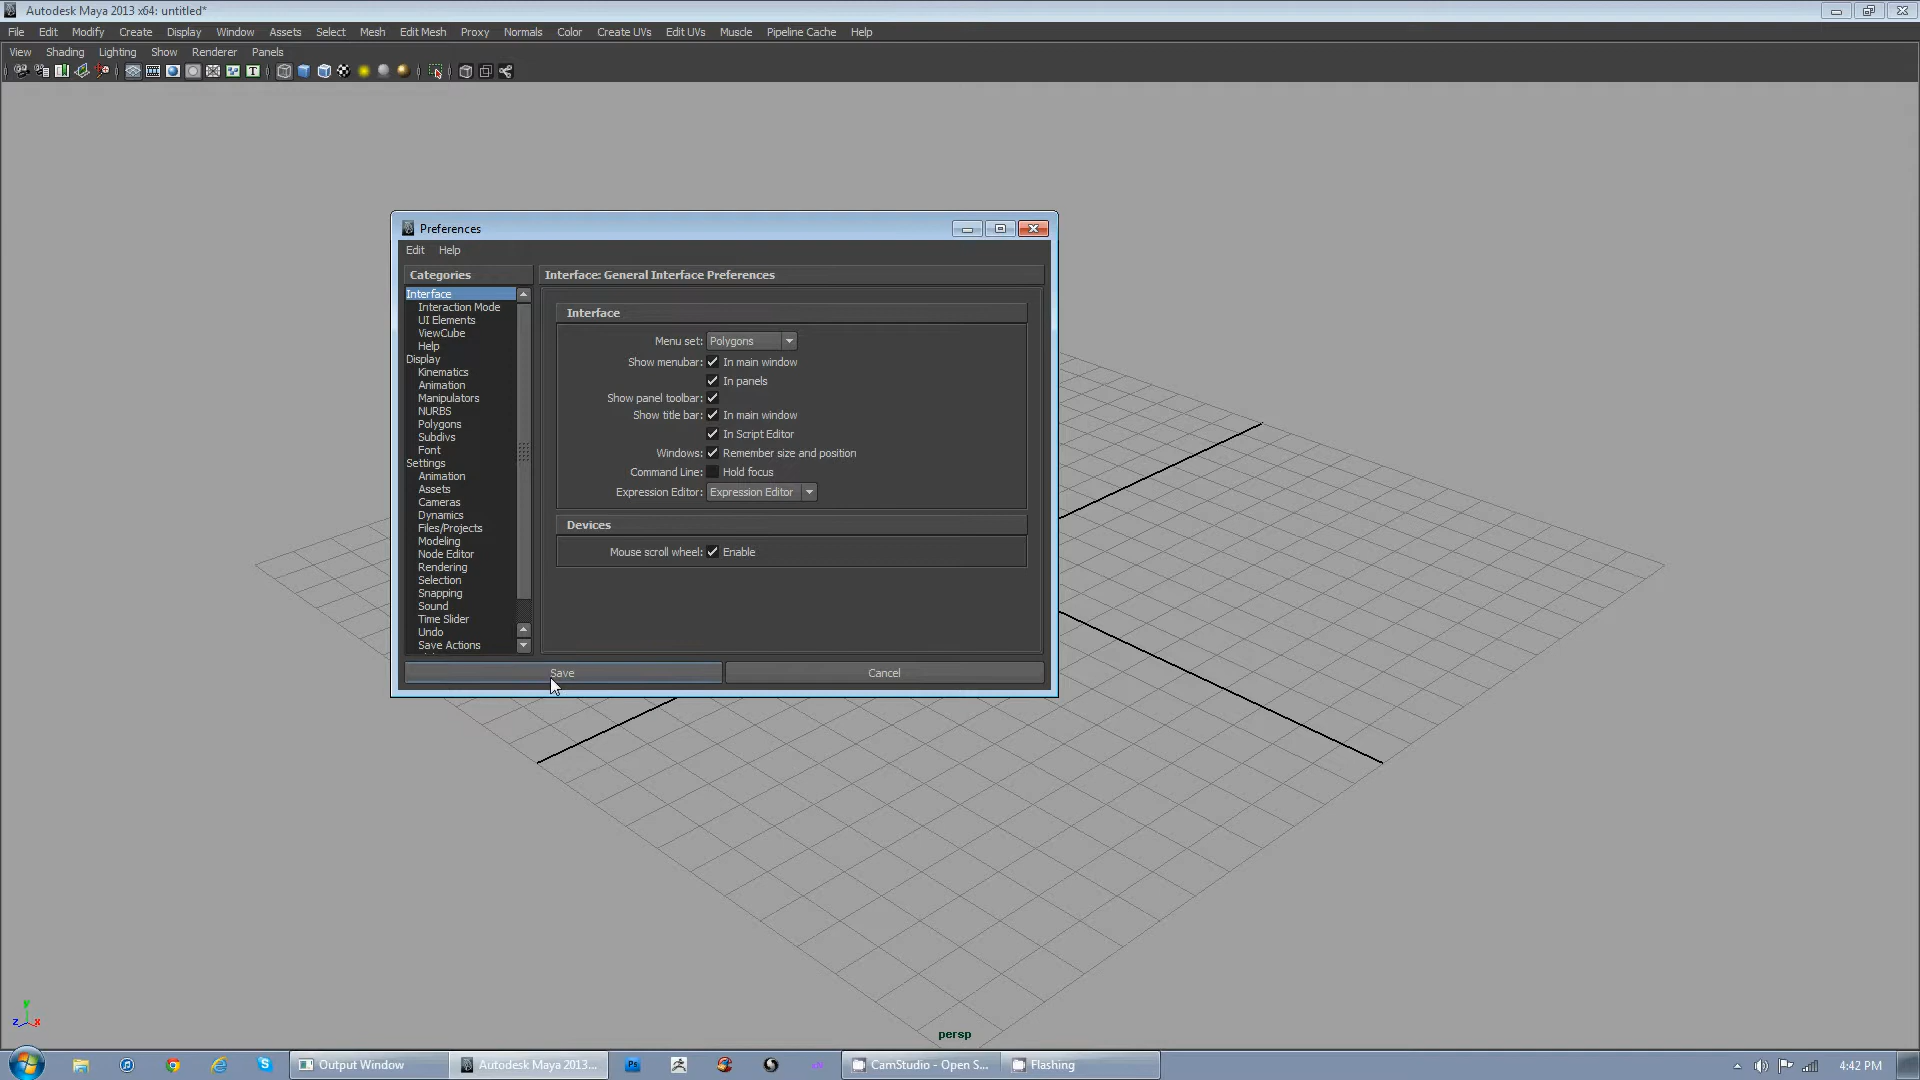 Autodesk Maya 2013 x64: untitled*
File Edit Modify Create Display Window Assets Select Mesh Edit Mesh Proxy Normals Color Create UVs Edit UVs Muscle Pipeline Cache Help
View Shading Lighting Show Renderer Panels
Preferences
Edit Help
Categories
Interface
Interaction Mode
UI Elements
ViewCube
Help
Display
Kinematics
Animation
Manipulators
NURBS
Polygons
Subdivs
Font
Settings
Animation
Assets
Cameras
Dynamics
Files/Projects
Modeling
Node Editor
Rendering
Selection
Snapping
Sound
Time Slider
Undo
Save Actions
Interface: General Interface Preferences
Interface
Menu set: Polygons
Show menubar: In main window
In panels
Show panel toolbar:
Show title bar: In main window
In Script Editor
Windows: Remember size and position
Command Line: Hold focus
Expression Editor: Expression Editor
Devices
Mouse scroll wheel: Enable
Save Cancel
y
z x
persp
Output Window Autodesk Maya 2013... Ps CamStudio - Open S... Flashing 4:42 PM